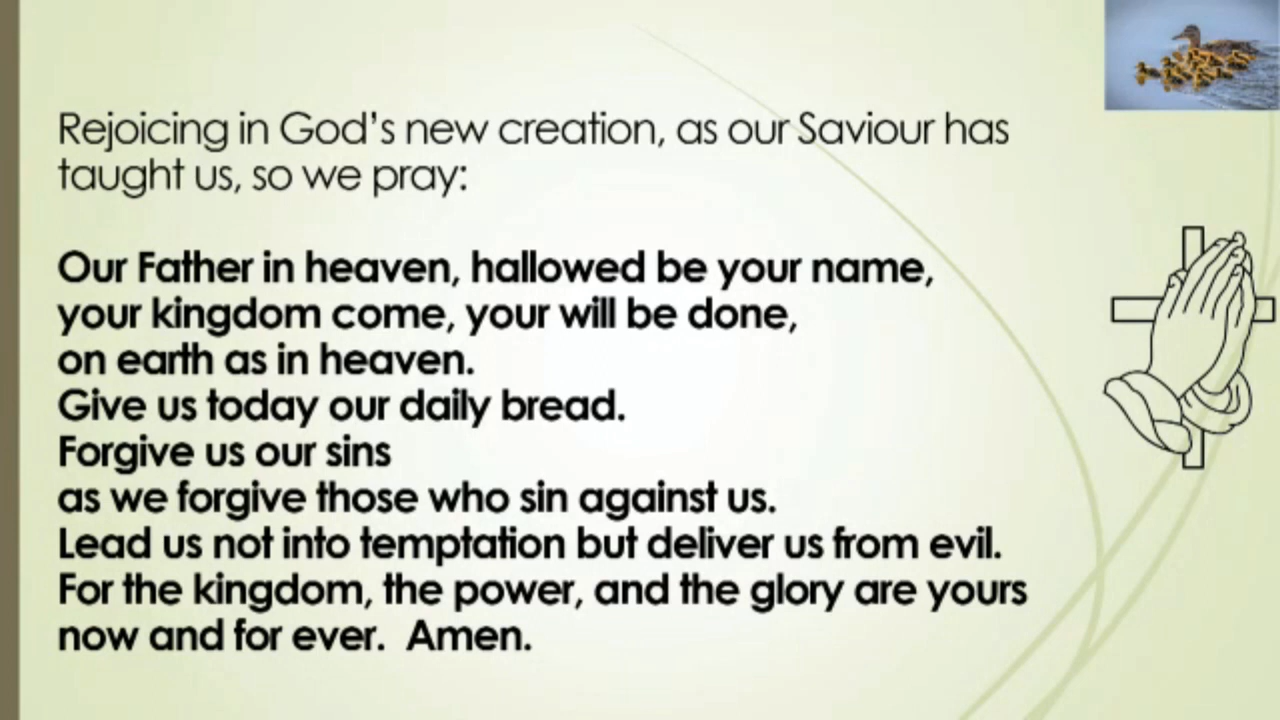 Rejoicing in God's new creation, as our Saviour has
taught us, so we pray:
Our Father in heaven, hallowed be your name,
your kingdom come, your will be done,
on earth as in heaven.
Give us today our daily bread.
Forgive us our sins
as we forgive those who sin against us.
Lead us not into temptation but deliver us from evil.
For the kingdom, the power, and the glory are yours
now and for ever.  Amen.